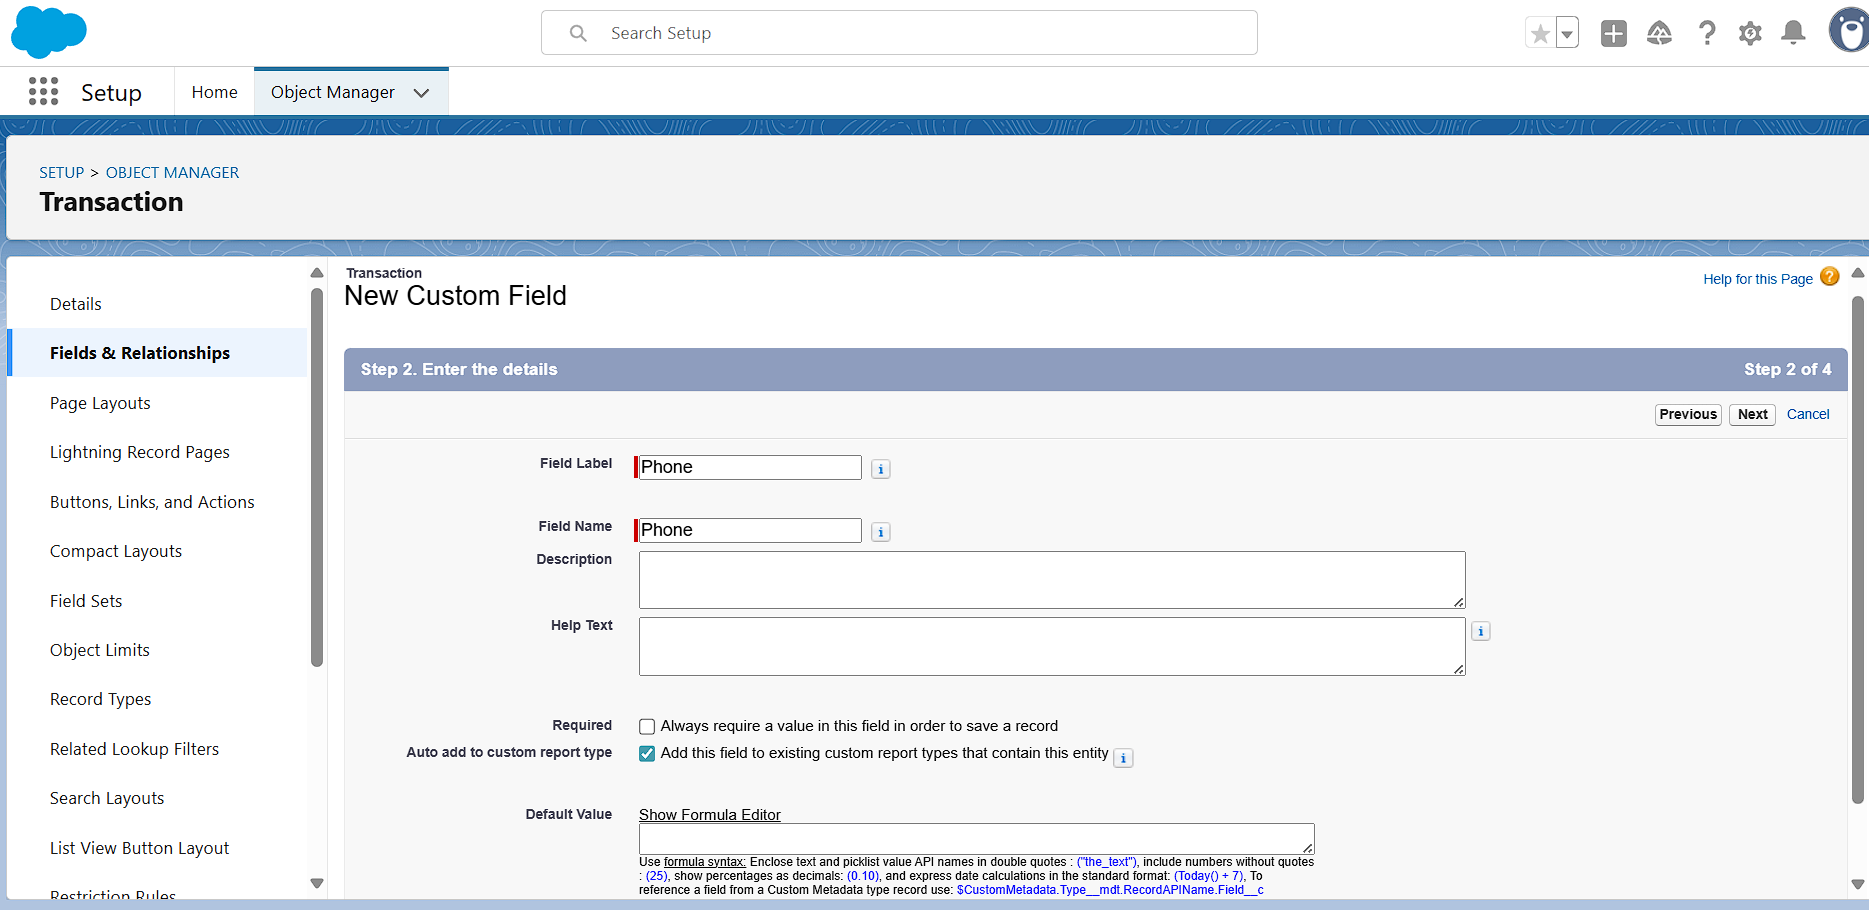 Search Setup
Setup
Home
Object Manager
SETUP > OBJECT MANAGER
Transaction
Details
Fields & Relationships
Page Layouts
Lightning Record Pages
Buttons, Links, and Actions
Compact Layouts
Field Sets
Object Limits
Record Types
Related Lookup Filters
Search Layouts
List View Button Layout
Restriction Rules
Transaction
New Custom Field
Help for this Page ?
Step 2. Enter the details
Step 2 of 4
Previous
Next
Cancel
Field Label
Phone
i
Field Name
Phone
i
Description
Help Text
i
Required
Always require a value in this field in order to save a record
Auto add to custom report type
Add this field to existing custom report types that contain this entity
i
Default Value
Show Formula Editor
Use formula syntax: Enclose text and picklist value API names in double quotes : ("the_text"), include numbers without quotes
: (25), show percentages as decimals: (0.10), and express date calculations in the standard format: (Today() + 7), To
reference a field from a Custom Metadata type record use: $CustomMetadata.Type__mdt.RecordAPIName.Field__c